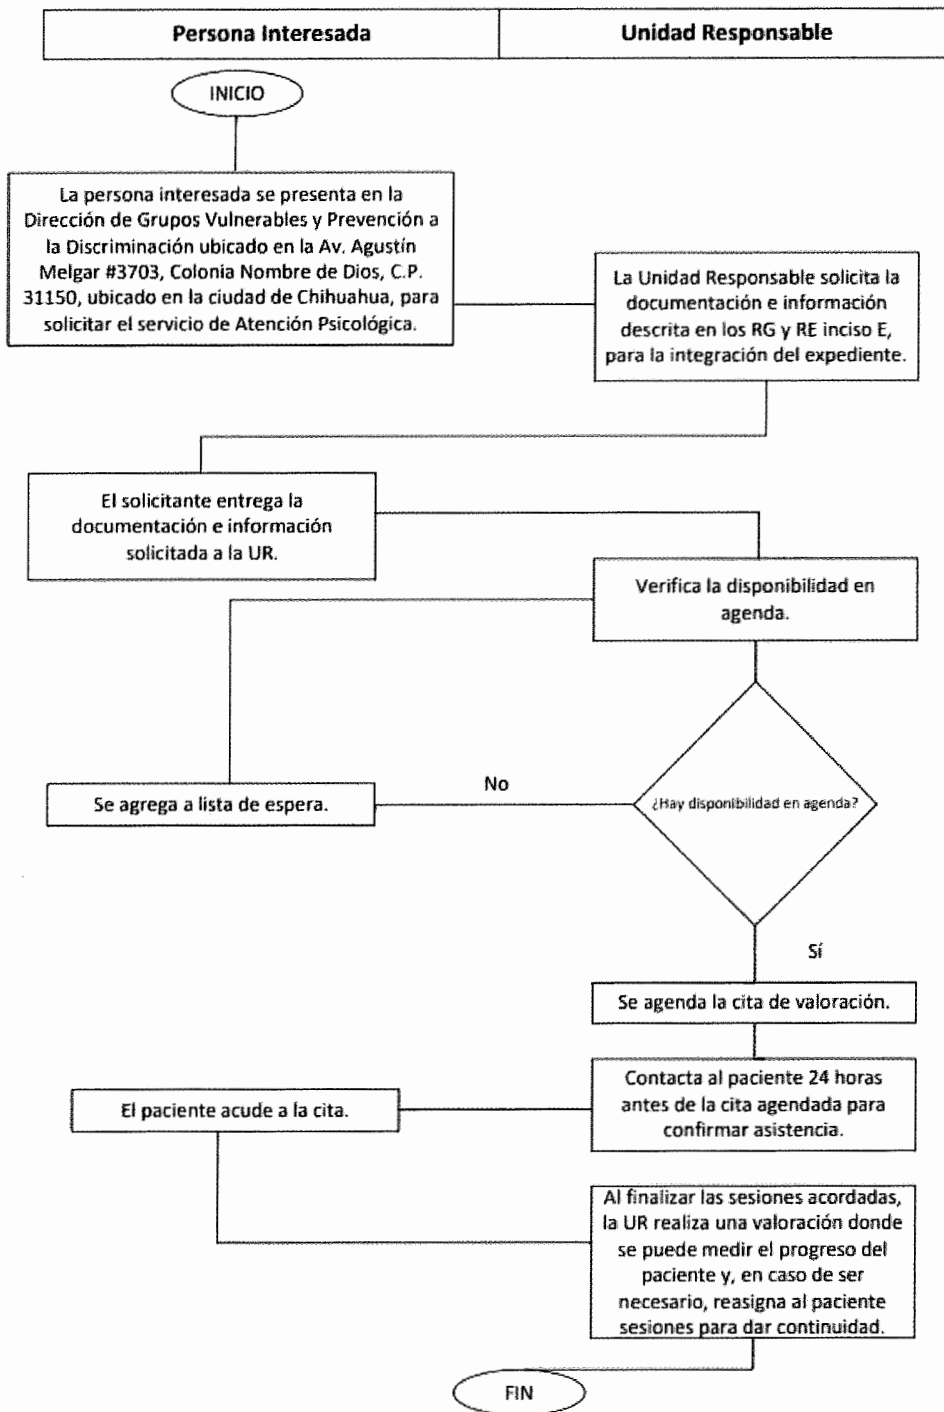 Persona Interesada
Unidad Responsable
INICIO
La persona interesada se presenta en la
Dirección de Grupos Vulnerables y Prevención a
la Discriminación ubicado en la Av. Agustín
Melgar #3703, Colonia Nombre de Dios, C.P.
31150, ubicado en la ciudad de Chihuahua, para
solicitar el servicio de Atención Psicológica.
La Unidad Responsable solicita la
documentación e información
descrita en los RG y RE inciso E,
para la integración del expediente.
El solicitante entrega la
documentación e información
solicitada a la UR.
Verifica la disponibilidad en
agenda.
¿Hay disponibilidad en agenda?
No
Se agrega a lista de espera.
Sí
Se agenda la cita de valoración.
Contacta al paciente 24 horas
antes de la cita agendada para
confirmar asistencia.
El paciente acude a la cita.
Al finalizar las sesiones acordadas,
la UR realiza una valoración donde
se puede medir el progreso del
paciente y, en caso de ser
necesario, reasigna al paciente
sesiones para dar continuidad.
FIN